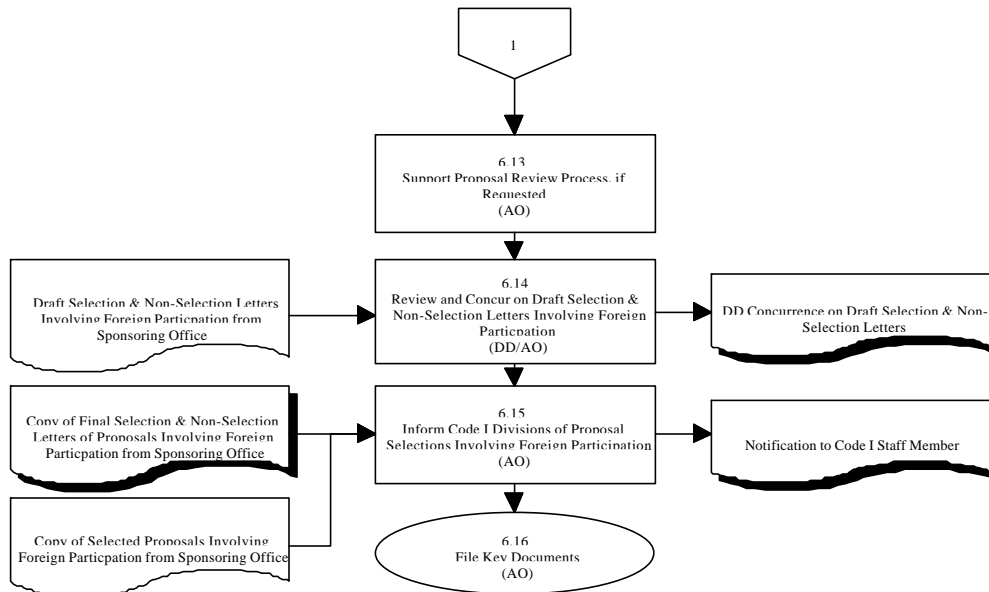 1
6.13
Support Proposal Review Process, if
Requested
(AO)
Draft Selection & Non-Selection Letters
Involving Foreign Particpation from
Sponsoring Office
6.14
Review and Concur on Draft Selection &
Non-Selection Letters Involving Foreign
Particpation
(DD/AO)
DD Concurrence on Draft Selection & Non-
Selection Letters
Copy of Final Selection & Non-Selection
Letters of Proposals Involving Foreign
Particpation from Sponsoring Office
6.15
Inform Code I Divisions of Proposal
Selections Involving Foreign Participation
(AO)
Notification to Code I Staff Member
Copy of Selected Proposals Involving
Foreign Particpation from Sponsoring Office
6.16
File Key Documents
(AO)